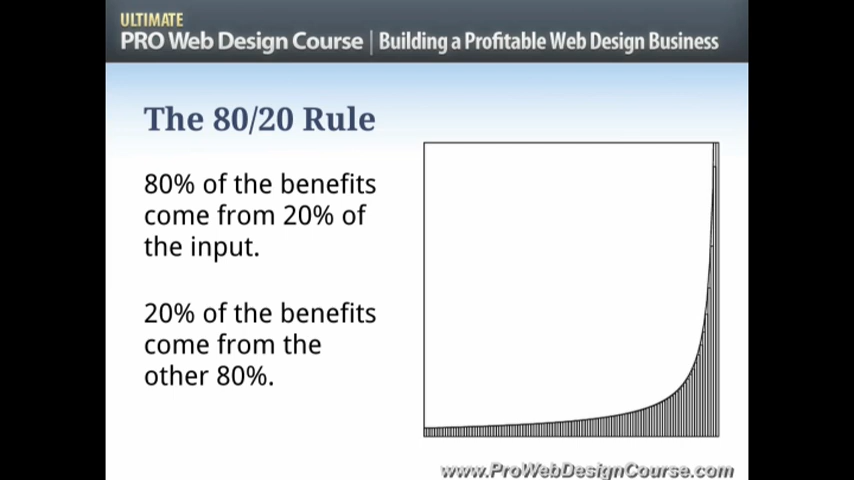 ULTIMATE
PRO Web Design Course | Building a Profitable Web Design Business
The 80/20 Rule
80% of the benefits
come from 20% of
the input.
20% of the benefits
come from the
other 80%.
www.ProWebDesignCourse.com